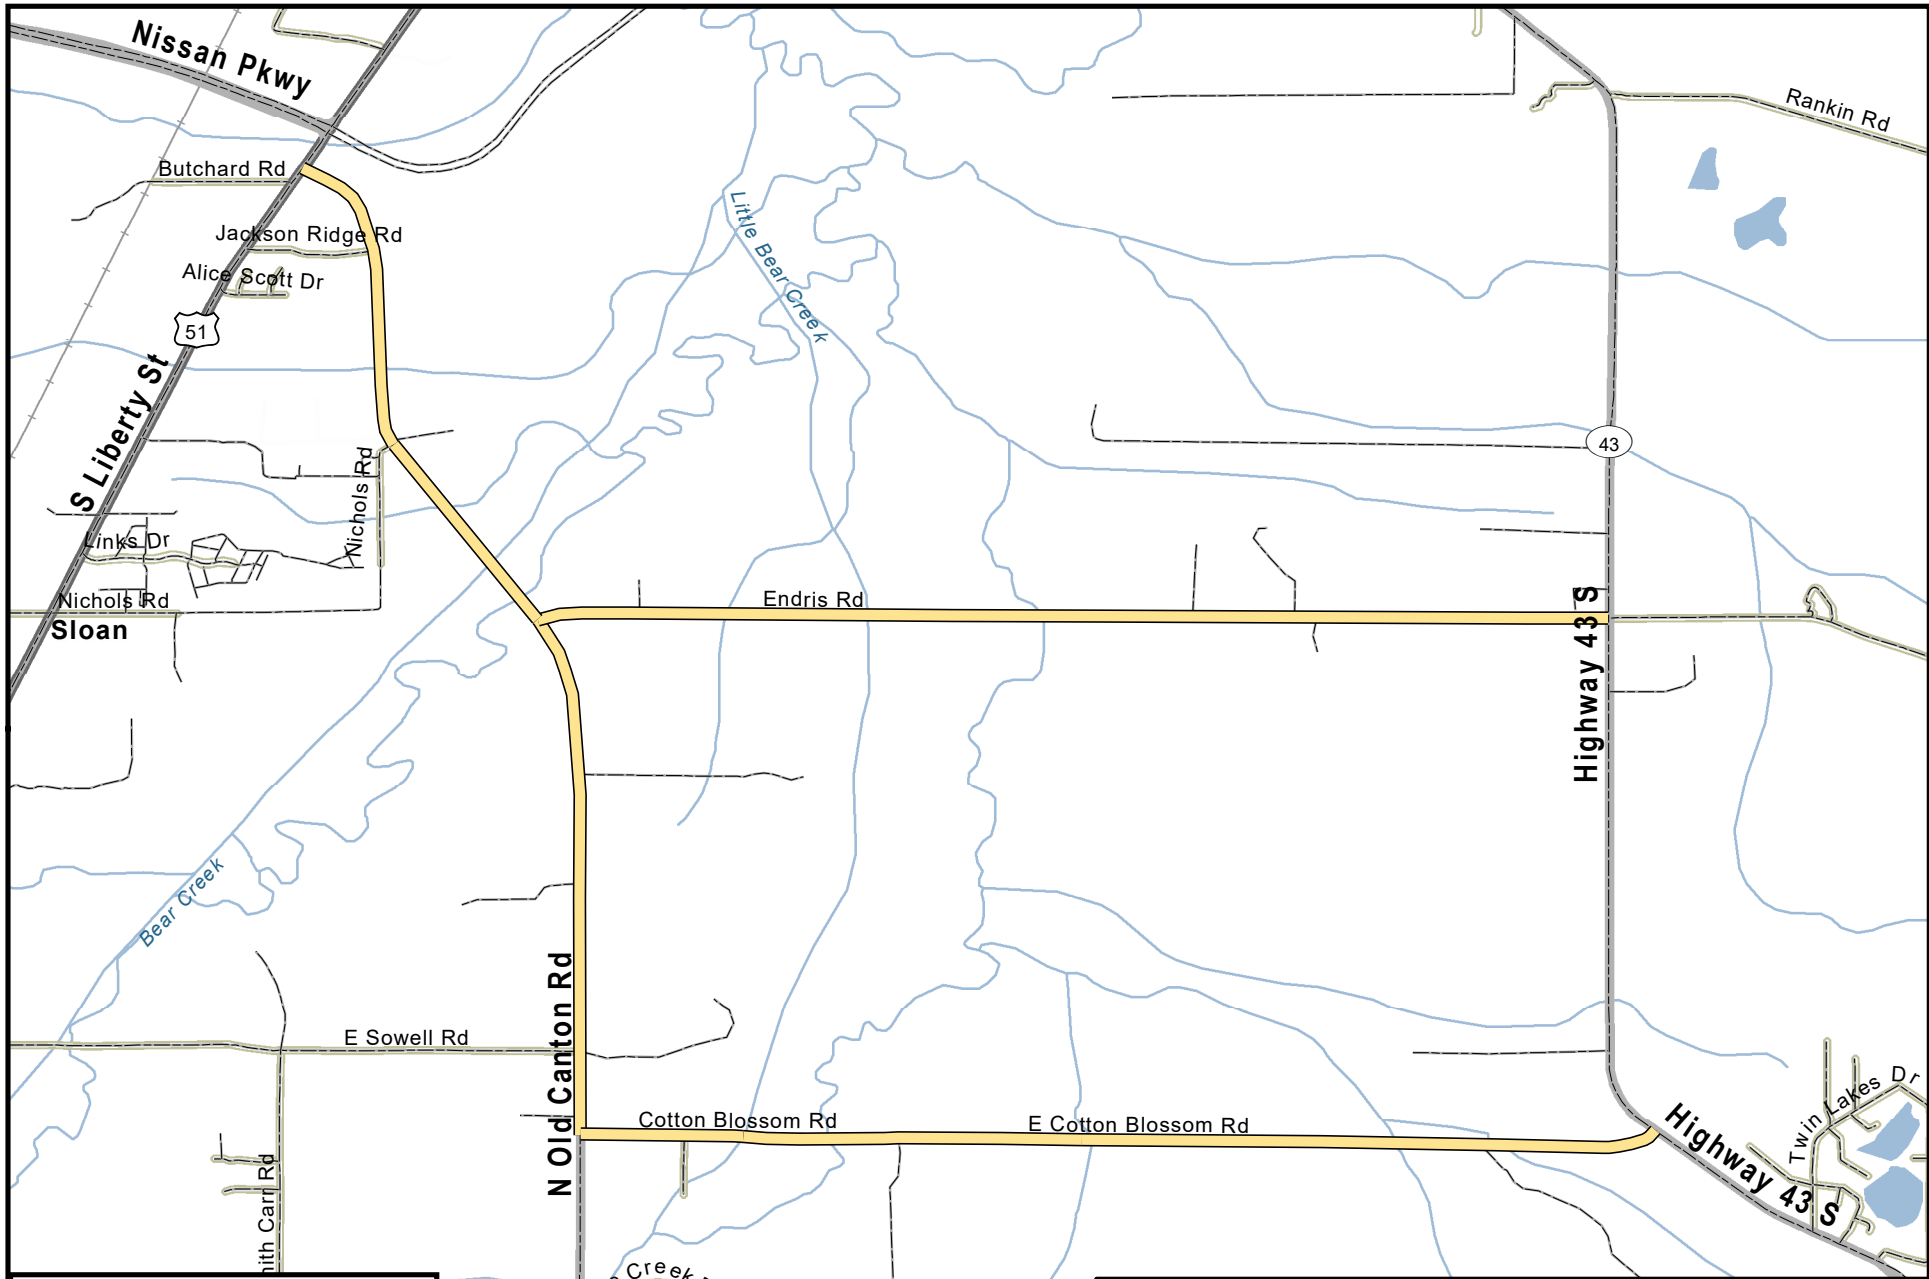 Nissan Pkwy
Rankin Rd
Butchard Rd
Jackson Ridge Rd
Alice Scott Dr
Little Bear Creek
51
S Liberty St
43
Nichols Rd
Links Dr
Nichols Rd
Sloan
Endris Rd
Highway 43 S
Bear Creek
N Old Canton Rd
E Sowell Rd
Cotton Blossom Rd
E Cotton Blossom Rd
Twin Lakes Dr
Highway 43 S
Carr Rd
Creek